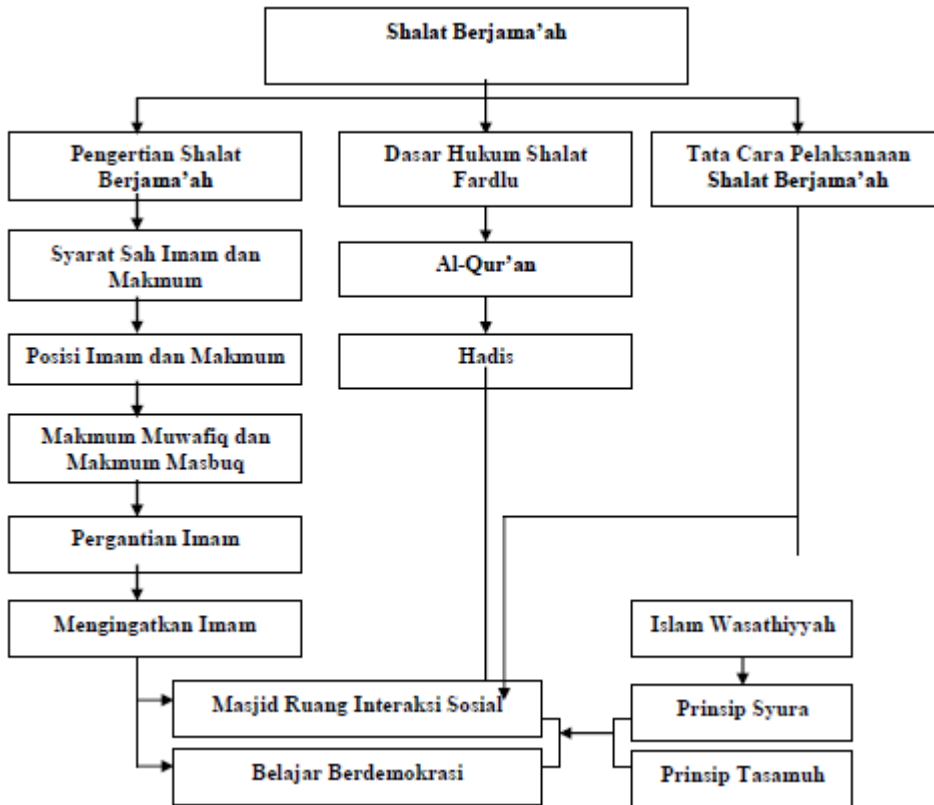 Shalat Berjama’ah
Pengertian Shalat
Berjama’ah
Dasar Hukum Shalat
Fardlu
Tata Cara Pelaksanaan
Shalat Berjama’ah
Syarat Sah Imam dan
Makmum
Al-Qur’an
Posisi Imam dan Makmum
Hadis
Makmum Muwafiq dan
Makmum Masbuq
Pergantian Imam
Mengingatkan Imam
Islam Wasathiyyah
Masjid Ruang Interaksi Sosial
Prinsip Syura
Belajar Berdemokrasi
Prinsip Tasamuh